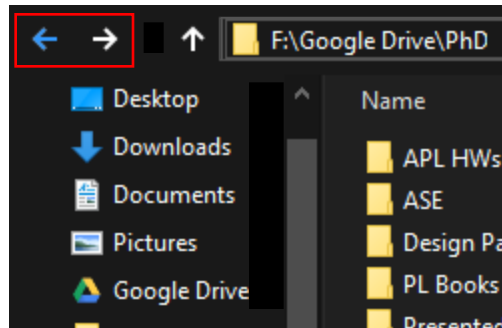 F:\Google Drive\PhD
Desktop
Downloads
Documents
Pictures
Google Drive
Name
APL HWs
ASE
Design Pa
PL Books